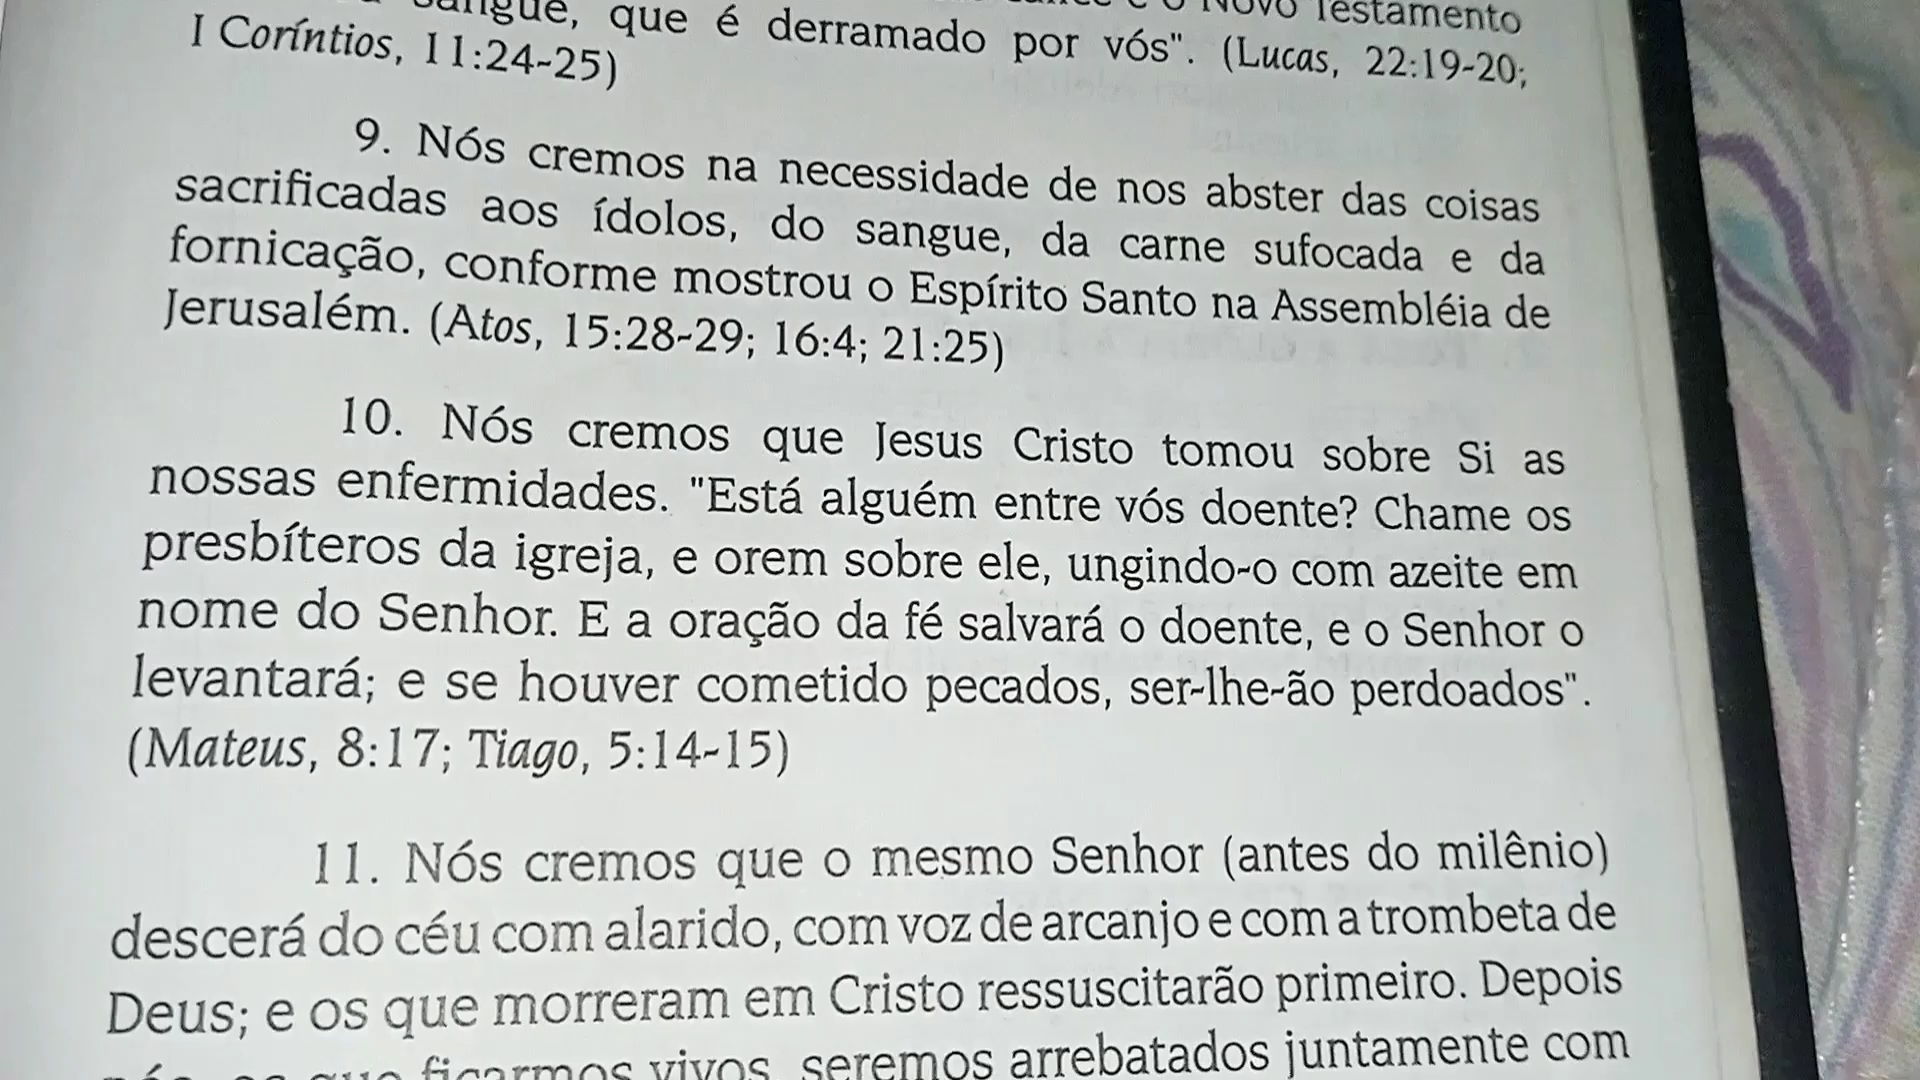 sangue, que é derramado por vós". (Lucas, 22:19-20;
Novo Testamento
I Coríntios, 11:24-25)
9. Nós cremos na necessidade de nos abster das coisas
sacrificadas aos ídolos, do sangue, da carne sufocada e da
fornicação, conforme mostrou o Espírito Santo na Assembléia de
Jerusalém. (Atos, 15:28-29; 16:4; 21:25)
10. Nós cremos que Jesus Cristo tomou sobre Si as
nossas enfermidades. "Está alguém entre vós doente? Chame os
presbíteros da igreja, e orem sobre ele, ungindo-o com azeite em
nome do Senhor. E a oração da fé salvará o doente, e o Senhor o
levantará; e se houver cometido pecados, ser-lhe-ão perdoados".
(Mateus, 8:17; Tiago, 5:14-15)
11. Nós cremos que o mesmo Senhor (antes do milênio)
descerá do céu com alarido, com voz de arcanjo e com a trombeta de
Deus; e os que morreram em Cristo ressuscitarão primeiro. Depois
nós, os que ficarmos vivos, seremos arrebatados juntamente com